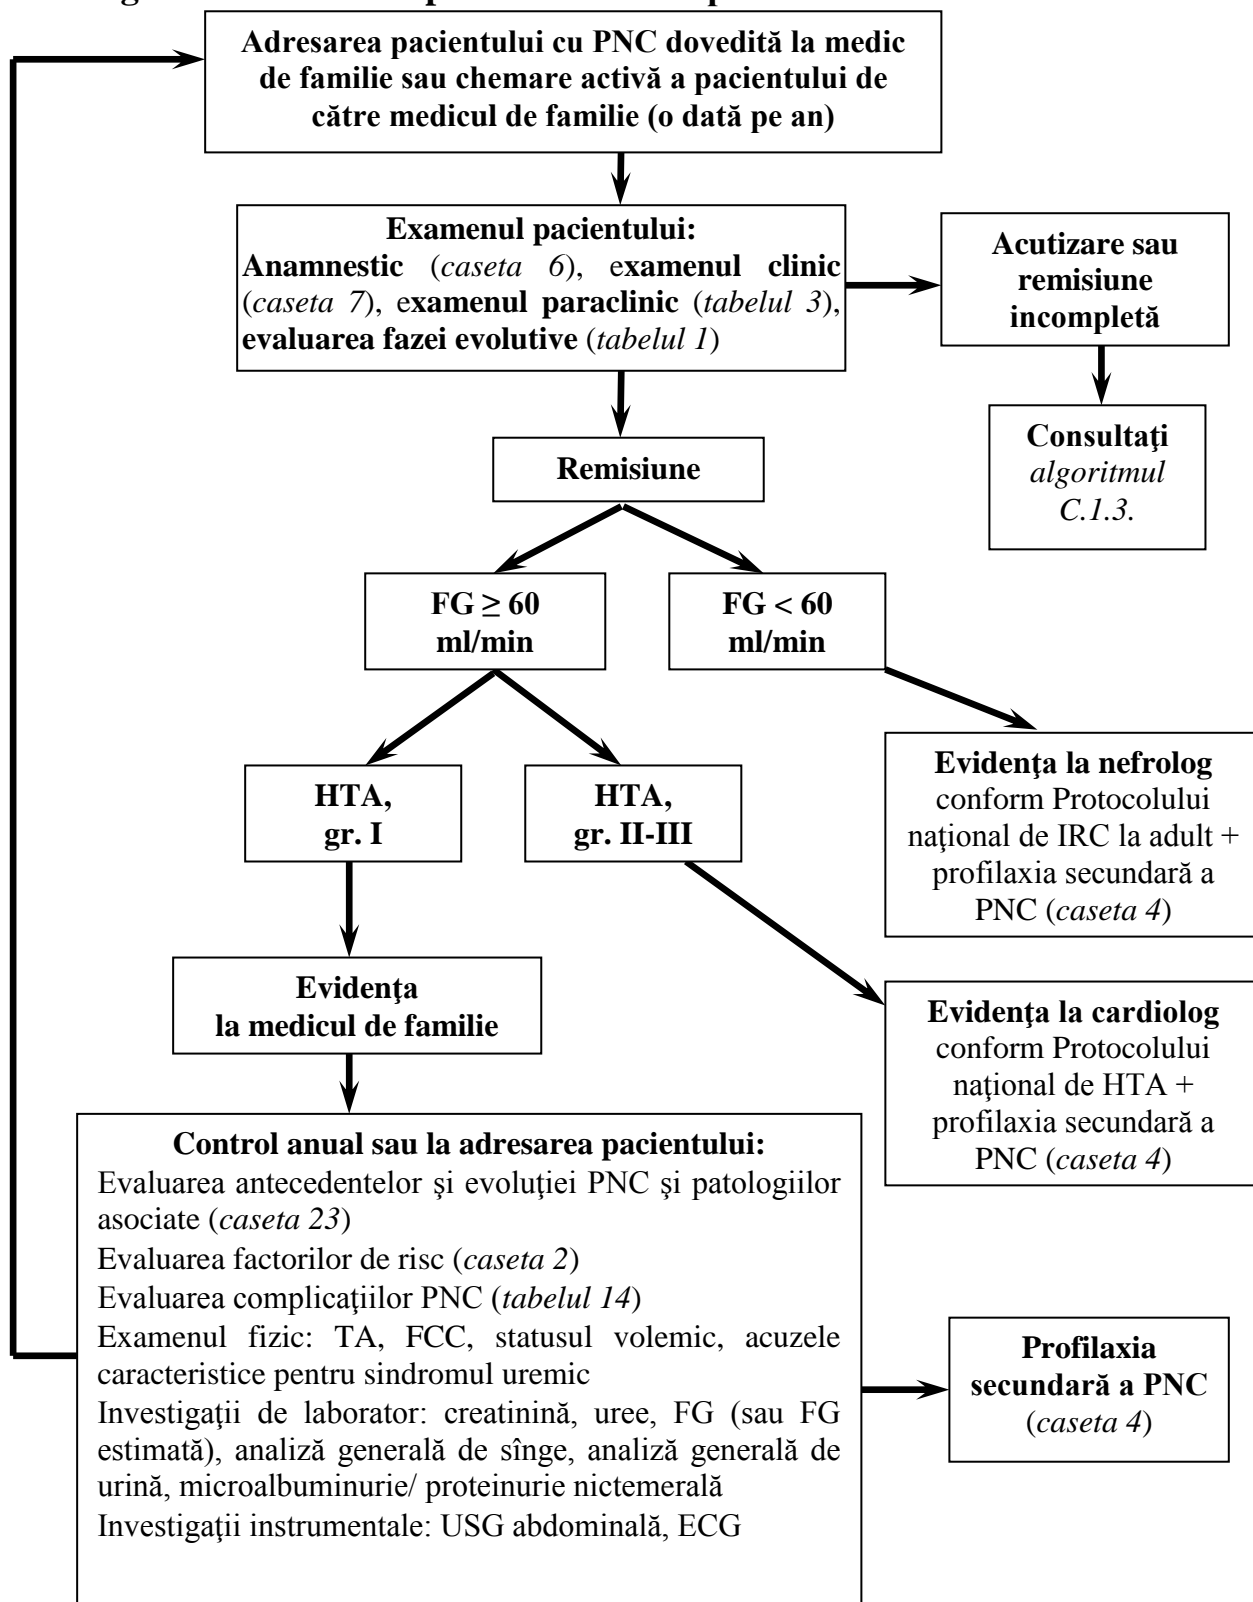 Adresarea pacientului cu PNC dovedită la medic
de familie sau chemare activă a pacientului de
către medicul de familie (o dată pe an)
Examenul pacientului:
Anamnestic (caseta 6), examenul clinic
(caseta 7), examenul paraclinic (tabelul 3),
evaluarea fazei evolutive (tabelul 1)
Acutizare sau
remisiune
incompletă
Consultaţi
algoritmul
C.1.3.
Remisiune
FG ≥ 60
ml/min
FG < 60
ml/min
HTA,
gr. I
HTA,
gr. II-III
Evidenţa la nefrolog
conform Protocolului
naţional de IRC la adult +
profilaxia secundară a
PNC (caseta 4)
Evidenţa
la medicul de familie
Evidenţa la cardiolog
conform Protocolului
naţional de HTA +
profilaxia secundară a
PNC (caseta 4)
Control anual sau la adresarea pacientului:
Evaluarea antecedentelor şi evoluţiei PNC şi patologiilor
asociate (caseta 23)
Evaluarea factorilor de risc (caseta 2)
Evaluarea complicaţiilor PNC (tabelul 14)
Examenul fizic: TA, FCC, statusul volemic, acuzele
caracteristice pentru sindromul uremic
Investigaţii de laborator: creatinină, uree, FG (sau FG
estimată), analiză generală de sînge, analiză generală de
urină, microalbuminurie/ proteinurie nictemerală
Investigaţii instrumentale: USG abdominală, ECG
Profilaxia
secundară a PNC
(caseta 4)